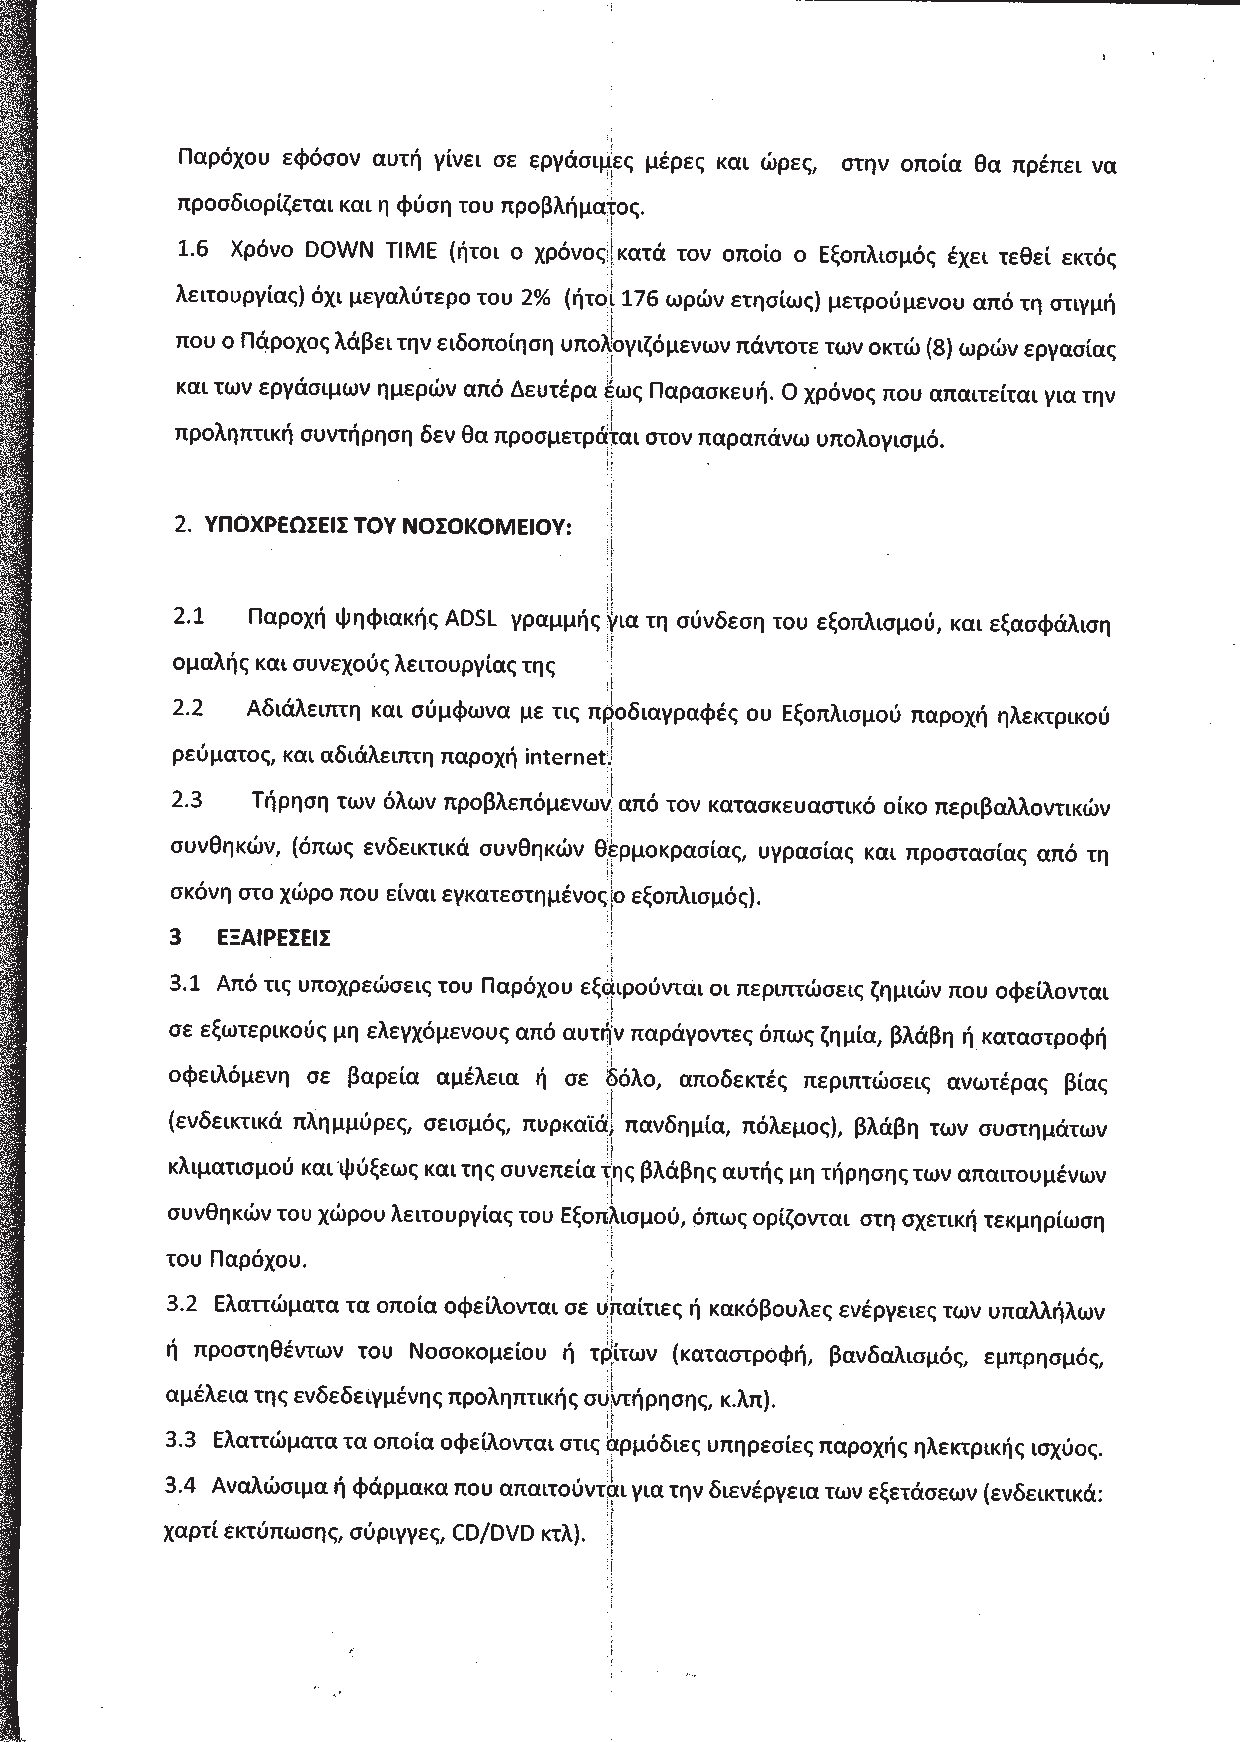 Παρόχου εφόσον αυτή γίνει σε εργάσιμες μέρες και ώρες, στην οποία θα πρέπει να
προσδιορίζεται και η φύση του προβλήματος.
1.6 Χρόνο DOWN TIME (ήτοι ο χρόνος κατά τον οποίο ο Εξοπλισμός έχει τεθεί εκτός
λειτουργίας) όχι μεγαλύτερο του 2% (ήτοι 176 ωρών ετησίως) μετρούμενου από τη στιγμή
που ο Πάροχος λάβει την ειδοποίηση υπολογιζόμενων πάντοτε των οκτώ (8) ωρών εργασίας
και των εργάσιμων ημερών από Δευτέρα έως Παρασκευή. Ο χρόνος που απαιτείται για την
προληπτική συντήρηση δεν θα προσμετράται στον παραπάνω υπολογισμό.
2. ΥΠΟΧΡΕΩΣΕΙΣ ΤΟΥ ΝΟΣΟΚΟΜΕΙΟΥ:
2.1 Παροχή ψηφιακής ADSL γραμμής για τη σύνδεση του εξοπλισμού, και εξασφάλιση
ομαλής και συνεχούς λειτουργίας της
2.2 Αδιάλειπτη και σύμφωνα με τις προδιαγραφές ου Εξοπλισμού παροχή ηλεκτρικού
ρεύματος, και αδιάλειπτη παροχή internet.
2.3 Τήρηση των όλων προβλεπόμενων από τον κατασκευαστικό οίκο περιβαλλοντικών
συνθηκών, (όπως ενδεικτικά συνθηκών θερμοκρασίας, υγρασίας και προστασίας από τη
σκόνη στο χώρο που είναι εγκατεστημένος ο εξοπλισμός).
3 ΕΞΑΙΡΕΣΕΙΣ
3.1 Από τις υποχρεώσεις του Παρόχου εξαιρούνται οι περιπτώσεις ζημιών που οφείλονται
σε εξωτερικούς μη ελεγχόμενους από αυτήν παράγοντες όπως ζημία, βλάβη ή καταστροφή
οφειλόμενη σε βαρεία αμέλεια ή σε δόλο, αποδεκτές περιπτώσεις ανωτέρας βίας
(ενδεικτικά πλημμύρες, σεισμός, πυρκαϊά, πανδημία, πόλεμος), βλάβη των συστημάτων
κλιματισμού και ψύξεως και της συνεπεία της βλάβης αυτής μη τήρησης των απαιτουμένων
συνθηκών του χώρου λειτουργίας του Εξοπλισμού, όπως ορίζονται στη σχετική τεκμηρίωση
του Παρόχου.
3.2 Ελαττώματα τα οποία οφείλονται σε υπαίτιες ή κακόβουλες ενέργειες των υπαλλήλων
ή προστηθέντων του Νοσοκομείου ή τρίτων (καταστροφή, βανδαλισμός, εμπρησμός,
αμέλεια της ενδεδειγμένης προληπτικής συντήρησης, κ.λπ).
3.3 Ελαττώματα τα οποία οφείλονται στις αρμόδιες υπηρεσίες παροχής ηλεκτρικής ισχύος.
3.4 Αναλώσιμα ή φάρμακα που απαιτούνται για την διενέργεια των εξετάσεων (ενδεικτικά:
χαρτί εκτύπωσης, σύριγγες, CD/DVD κτλ).